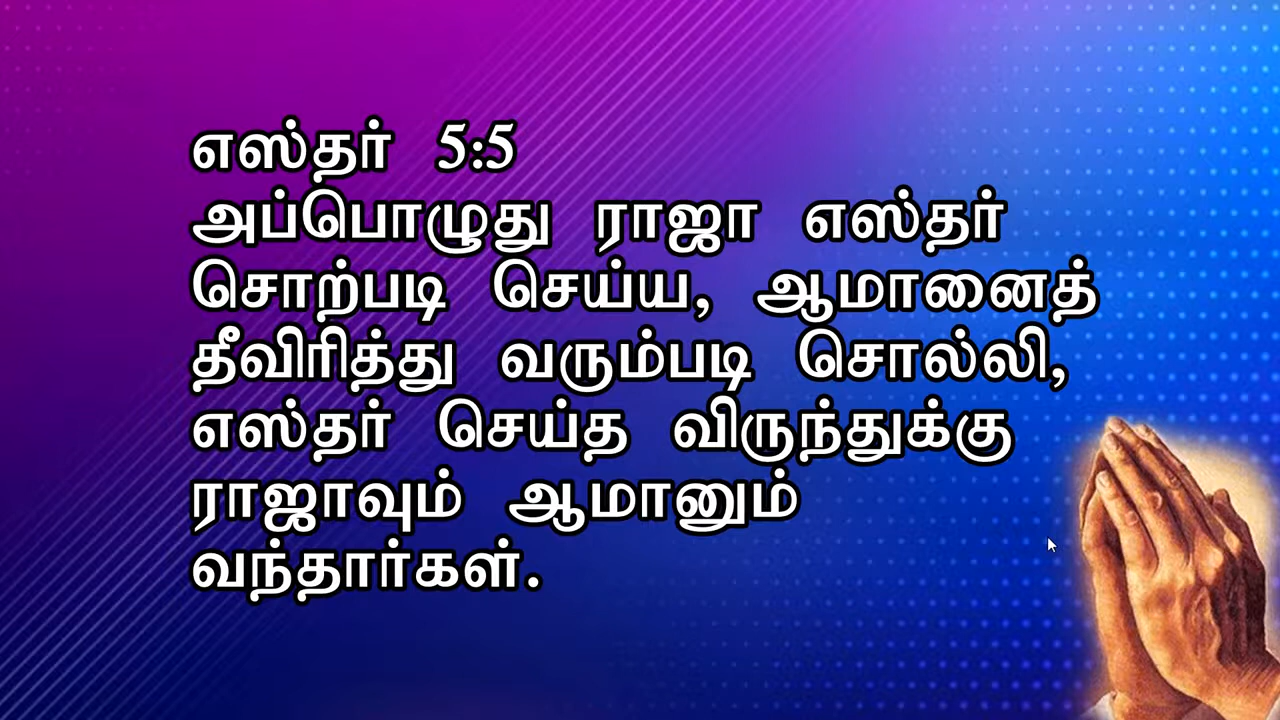 எஸ்தர் 5:5
அப்பொழுது ராஜா எஸ்தர்
சொற்படி செய்ய, ஆமானைத்
தீவிரித்து வரும்படி சொல்லி,
எஸ்தர் செய்த விருந்துக்கு
ராஜாவும் ஆமானும்
வந்தார்கள்.